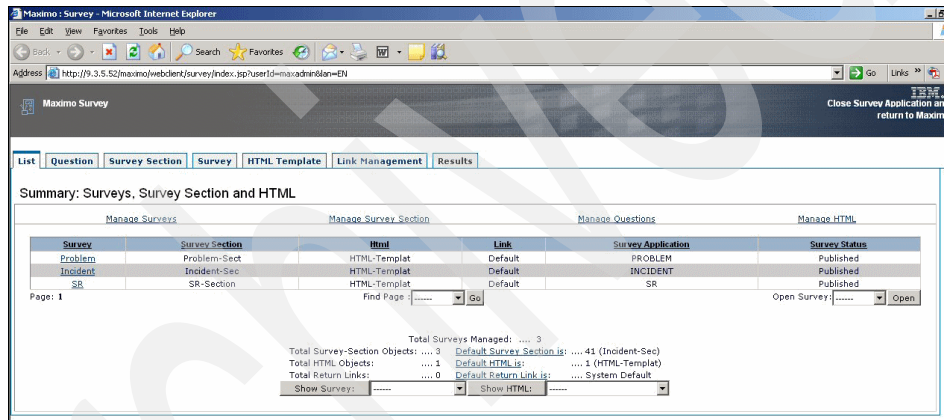 Maximo : Survey - Microsoft Internet Explorer
File Edit View Favorites Tools Help
Back Search Favorites
Address http://9.3.5.52/maximo/webclient/survey/index.jsp?userId=maxadmin&lan=EN Go Links »
IBM.
Maximo Survey Close Survey Application an
return to Maxim
List Question Survey Section Survey HTML Template Link Management Results
Summary: Surveys, Survey Section and HTML
Manage Surveys Manage Survey Section Manage Questions Manage HTML
Survey Survey Section Html Link Survey Application Survey Status
Problem Problem-Sect HTML-Templat Default PROBLEM Published
Incident Incident-Sec HTML-Templat Default INCIDENT Published
SR SR-Section HTML-Templat Default SR Published
Page: 1 Find Page : ------ Go Open Survey: ------ Open
Total Surveys Managed: .... 3
Total Survey-Section Objects: .... 3 Default Survey Section is: .... 41 (Incident-Sec)
Total HTML Objects: .... 1 Default HTML is: .... 1 (HTML-Templat)
Total Return Links: .... 0 Default Return Link is: .... System Default
Show Survey: ------ Show HTML: ------